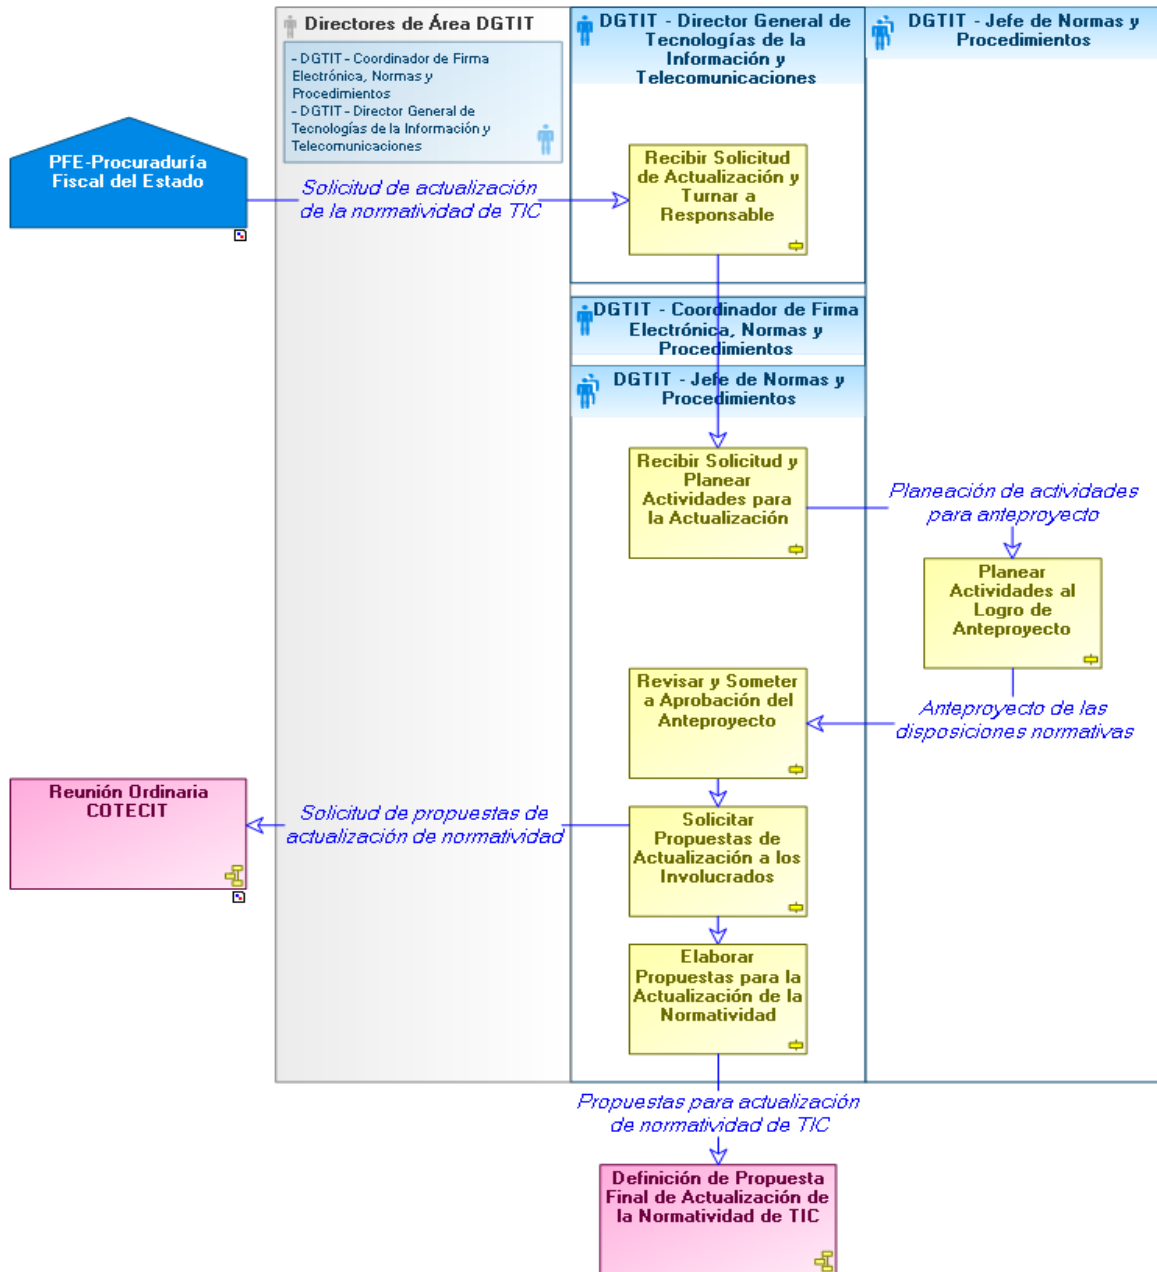 Directores de Área DGTIT
- DGTIT - Coordinador de Firma
Electrónica, Normas y
Procedimientos
- DGTIT - Director General de
Tecnologías de la Información y
Telecomunicaciones
DGTIT - Director General de
Tecnologías de la
Información y
Telecomunicaciones
DGTIT - Jefe de Normas y
Procedimientos
PFE-Procuraduría
Fiscal del Estado
Solicitud de actualización
de la normatividad de TIC
Recibir Solicitud
de Actualización y
Turnar a
Responsable
DGTIT - Coordinador de Firma
Electrónica, Normas y
Procedimientos
DGTIT - Jefe de Normas y
Procedimientos
Recibir Solicitud y
Planear
Actividades para
la Actualización
Planeación de actividades
para anteproyecto
Planear
Actividades al
Logro de
Anteproyecto
Revisar y Someter
a Aprobación del
Anteproyecto
Anteproyecto de las
disposiciones normativas
Reunión Ordinaria
COTECIT
Solicitud de propuestas de
actualización de normatividad
Solicitar
Propuestas de
Actualización a los
Involucrados
Elaborar
Propuestas para la
Actualización de la
Normatividad
Propuestas para actualización
de normatividad de TIC
Definición de Propuesta
Final de Actualización de
la Normatividad de TIC